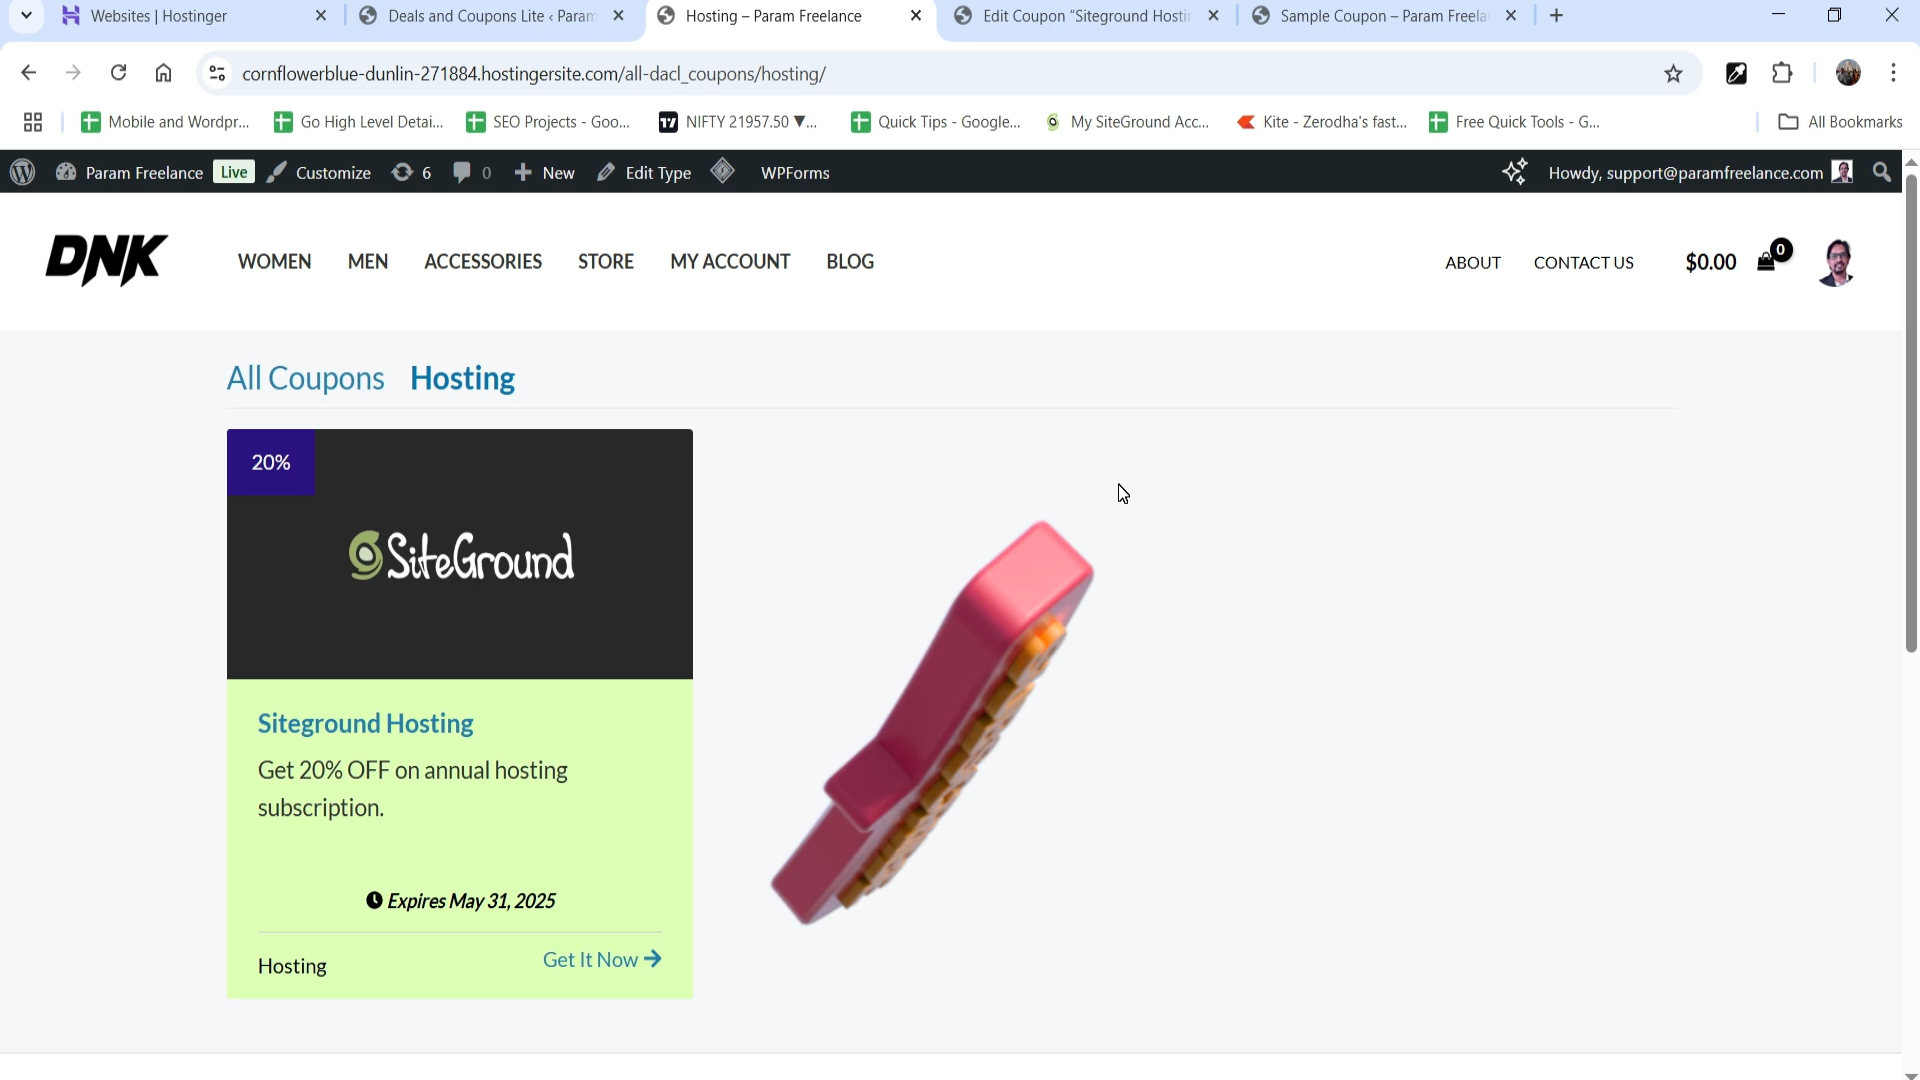 Websites | Hostinger
Deals and Coupons Lite ‹ Param
Hosting – Param Freelance
Edit Coupon "Siteground Hosti
Sample Coupon – Param Freela
cornflowerblue-dunlin-271884.hostingersite.com/all-dacl_coupons/hosting/
Mobile and Wordpr...
Go High Level Detai...
SEO Projects - Goo...
NIFTY 21957.50 ▼...
Quick Tips - Google...
My SiteGround Acc...
Kite - Zerodha's fast...
Free Quick Tools - G...
All Bookmarks
Param Freelance
Live
Customize
6
0
New
Edit Type
WPForms
Howdy, support@paramfreelance.com
DNK
WOMEN
MEN
ACCESSORIES
STORE
MY ACCOUNT
BLOG
ABOUT
CONTACT US
$0.00
0
All Coupons
Hosting
20%
SiteGround
Siteground Hosting
Get 20% OFF on annual hosting
subscription.
Expires May 31, 2025
Hosting
Get It Now